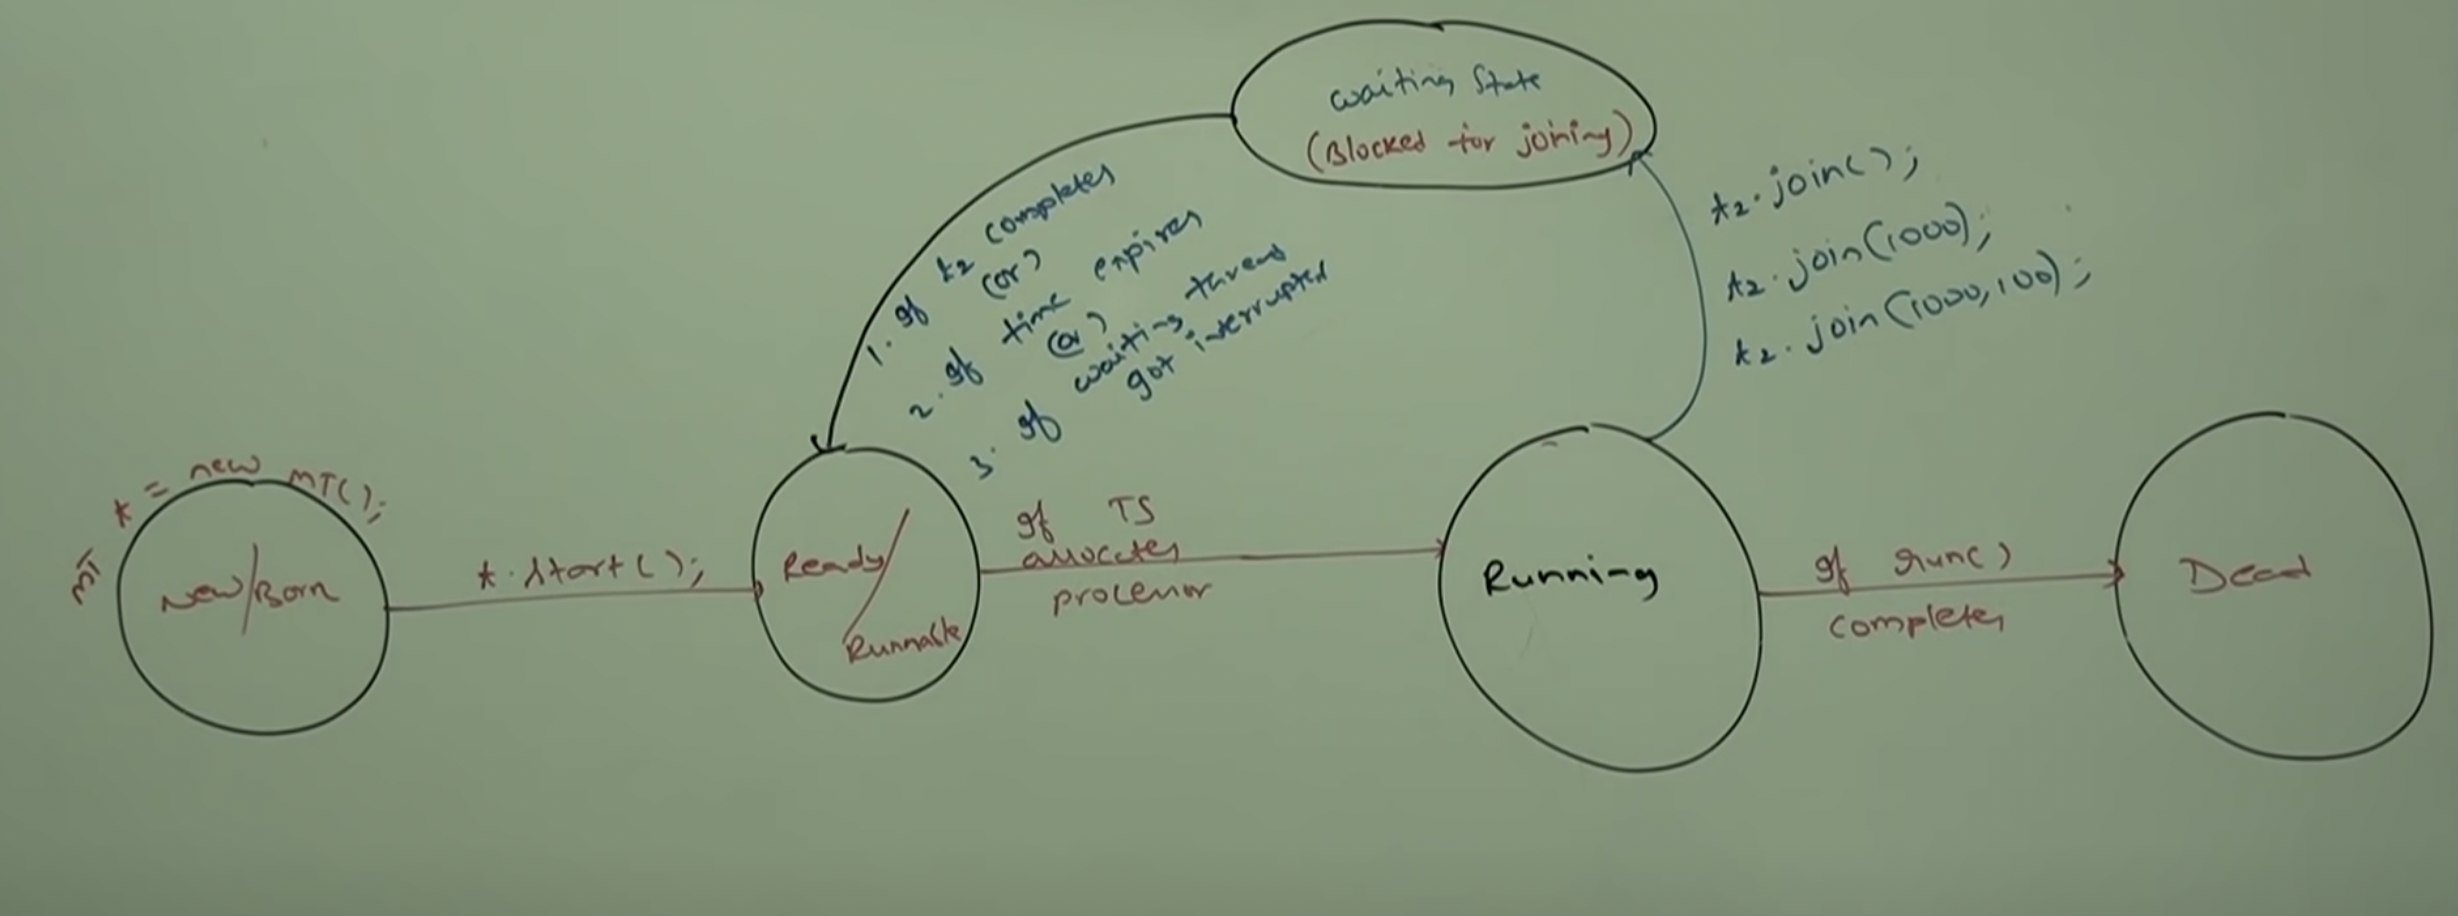 waiting State
(Blocked for joining)
t2.join();
t2.join(1000);
t2.join(1000,100);
1. If t2 completes
(or)
2. If time expires
(or)
3. If waiting thread
got interrupted
MT t = new MT();
New/Born
t.start();
Ready/
Runnable
If TS
allocates
processor
Running
If run()
completes
Dead